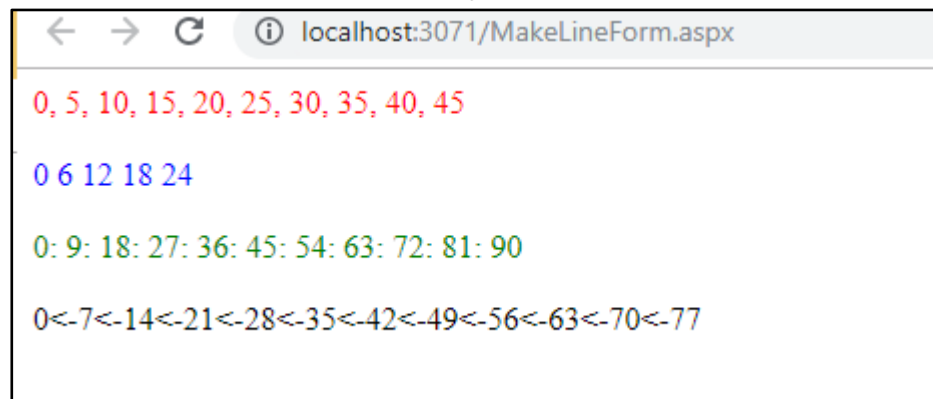 localhost:3071/MakeLineForm.aspx
0, 5, 10, 15, 20, 25, 30, 35, 40, 45
0 6 12 18 24
0: 9: 18: 27: 36: 45: 54: 63: 72: 81: 90
0<-7<-14<-21<-28<-35<-42<-49<-56<-63<-70<-77